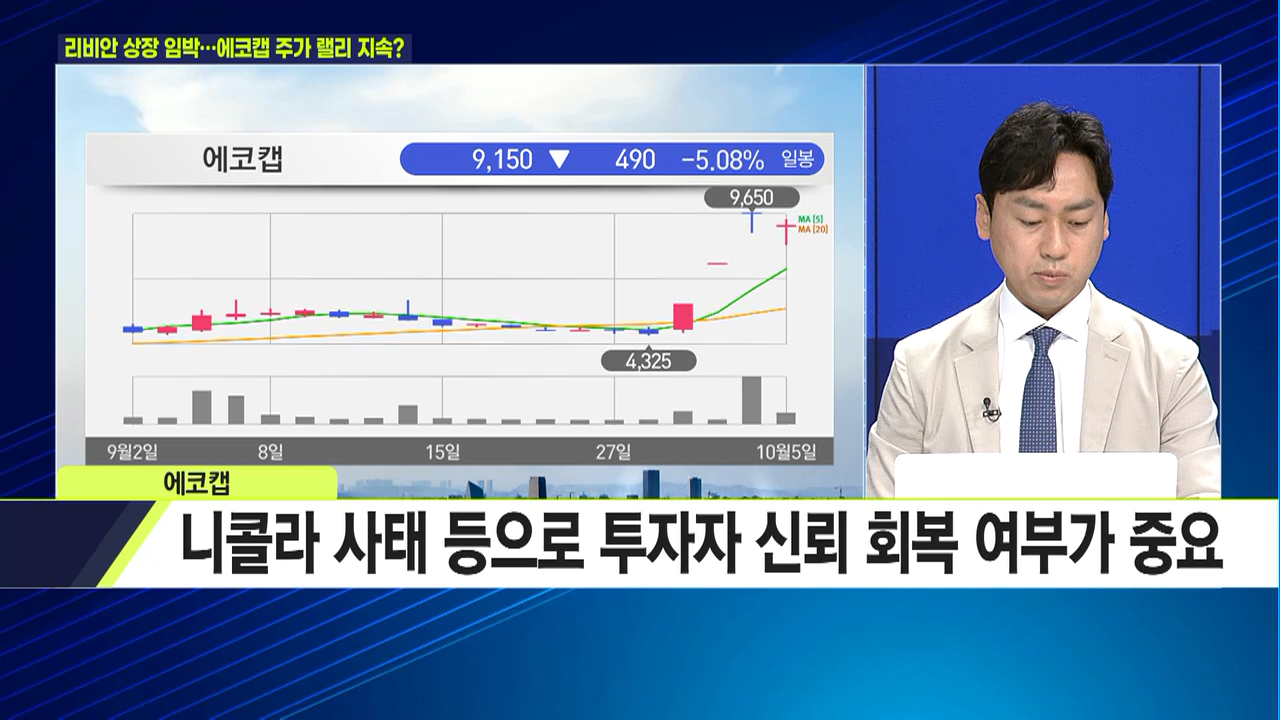 리비안 상장 임박…에코캡 주가 랠리 지속?
에코캡
9,150 ▼ 490 -5.08% 일봉
9,650
MA [5]
MA [20]
4,325
9월2일 8일 15일 27일 10월5일
에코캡
니콜라 사태 등으로 투자자 신뢰 회복 여부가 중요